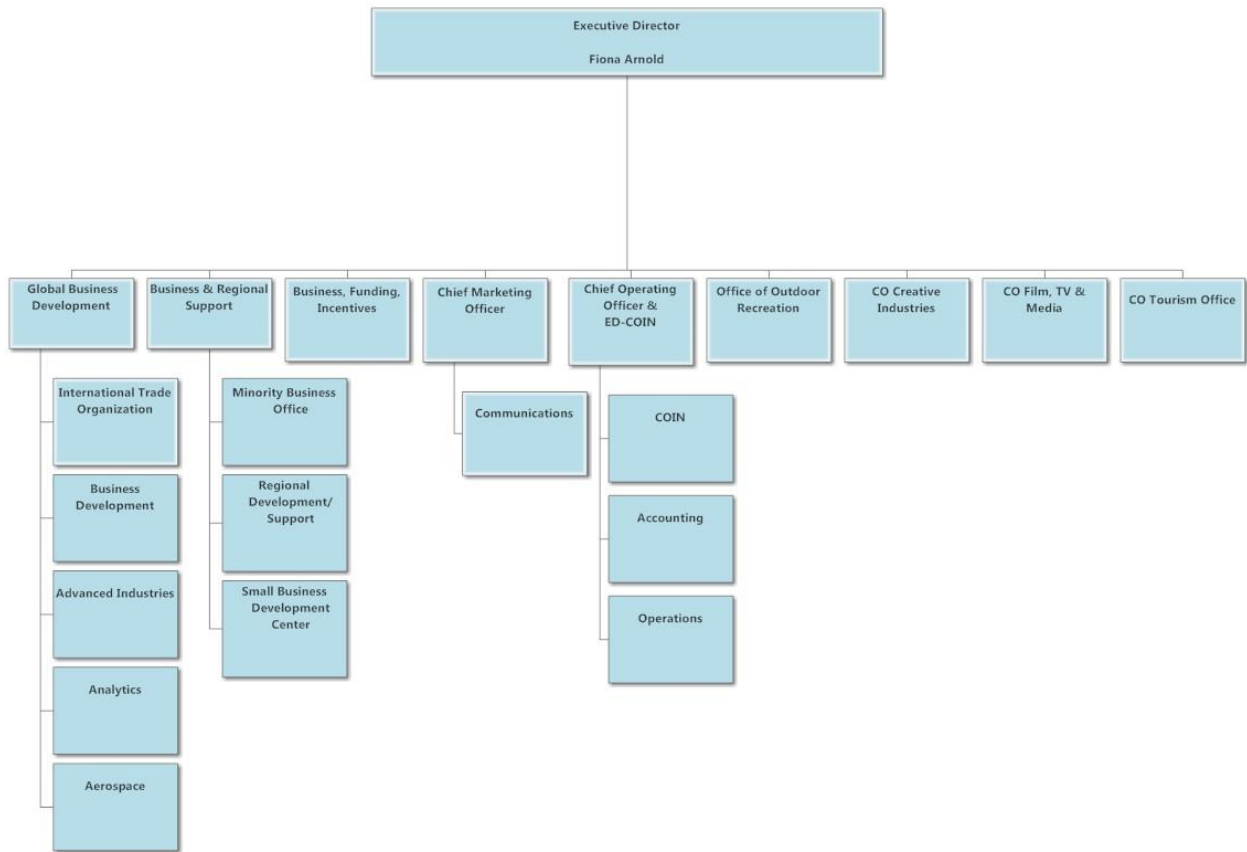 Executive Director
Fiona Arnold
Global Business
Development
Business & Regional
Support
Business, Funding,
Incentives
Chief Marketing
Officer
Chief Operating
Officer &
ED-COIN
Office of Outdoor
Recreation
CO Creative
Industries
CO Film, TV &
Media
CO Tourism Office
International Trade
Organization
Business
Development
Advanced Industries
Analytics
Aerospace
Minority Business
Office
Regional
Development/
Support
Small Business
Development
Center
Communications
COIN
Accounting
Operations